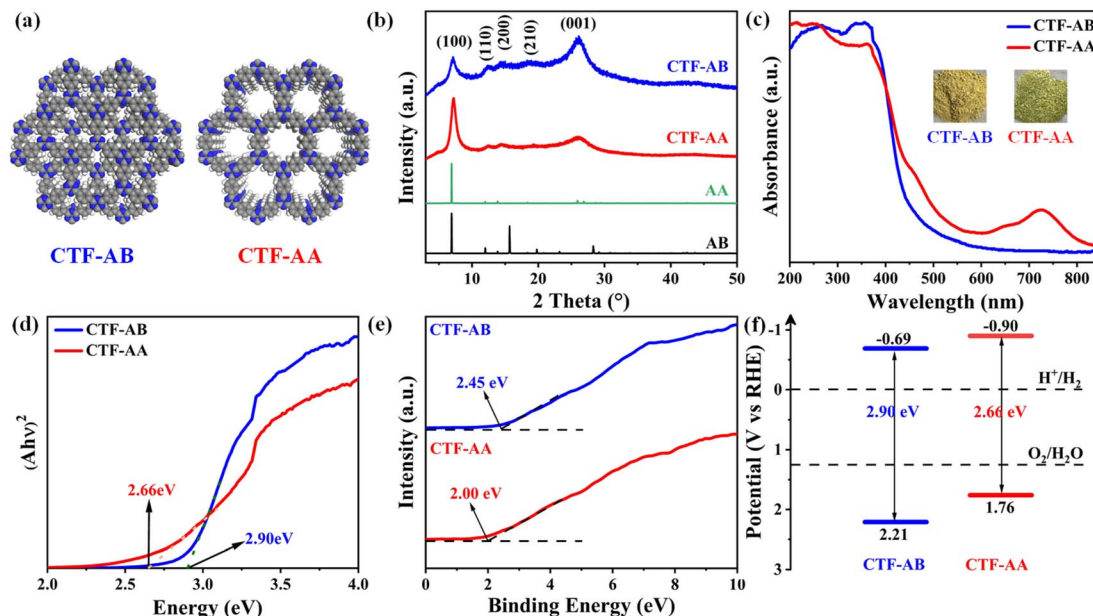 (a)
CTF-AB
CTF-AA
(b)
(100)
(110)
(200)
(210)
(001)
CTF-AB
CTF-AA
AA
AB
Intensity (a.u.)
0 10 20 30 40 50
2 Theta (°)
(c)
CTF-AB
CTF-AA
CTF-AB CTF-AA
Absorbance (a.u.)
200 300 400 500 600 700 800
Wavelength (nm)
(d)
CTF-AB
CTF-AA
2.66eV
2.90eV
(Ahν)²
2.0 2.5 3.0 3.5 4.0
Energy (eV)
(e)
CTF-AB
2.45 eV
CTF-AA
2.00 eV
Intensity (a.u.)
0 2 4 6 8 10
Binding Energy (eV)
(f)
-1
0
1
2
3
Potential (V vs RHE)
-0.69
-0.90
H⁺/H₂
2.90 eV
2.66 eV
O₂/H₂O
1.76
2.21
CTF-AB
CTF-AA